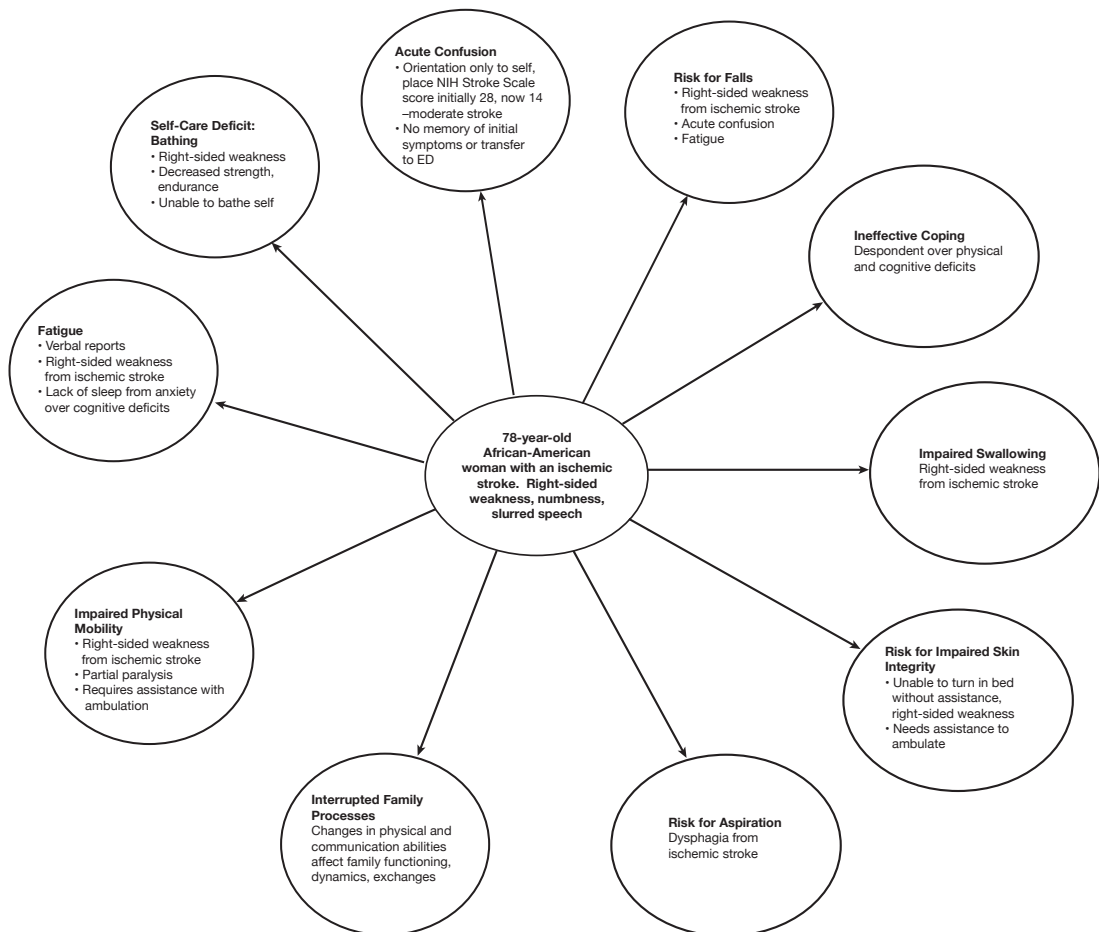 Acute Confusion
• Orientation only to self,
place NIH Stroke Scale
score initially 28, now 14
–moderate stroke
• No memory of initial
symptoms or transfer
to ED
Risk for Falls
• Right-sided weakness
from ischemic stroke
• Acute confusion
• Fatigue
Self-Care Deficit:
Bathing
• Right-sided weakness
• Decreased strength,
endurance
• Unable to bathe self
Ineffective Coping
Despondent over physical
and cognitive deficits
Fatigue
• Verbal reports
• Right-sided weakness
from ischemic stroke
• Lack of sleep from anxiety
over cognitive deficits
78-year-old
African-American
woman with an ischemic
stroke. Right-sided
weakness, numbness,
slurred speech
Impaired Swallowing
Right-sided weakness
from ischemic stroke
Impaired Physical
Mobility
• Right-sided weakness
from ischemic stroke
• Partial paralysis
• Requires assistance with
ambulation
Risk for Impaired Skin
Integrity
• Unable to turn in bed
without assistance,
right-sided weakness
• Needs assistance to
ambulate
Interrupted Family
Processes
Changes in physical and
communication abilities
affect family functioning,
dynamics, exchanges
Risk for Aspiration
Dysphagia from
ischemic stroke